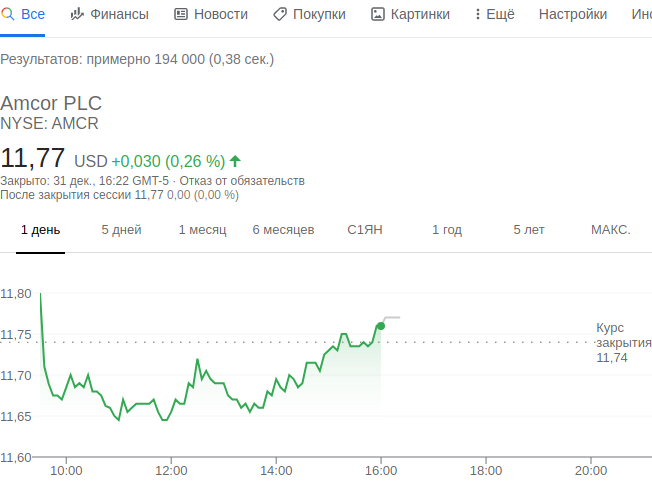 Все Финансы Новости Покупки Картинки Ещё Настройки Инс
Результатов: примерно 194 000 (0,38 сек.)
Amcor PLC
NYSE: AMCR
11,77 USD +0,030 (0,26 %)
Закрыто: 31 дек., 16:22 GMT-5 · Отказ от обязательств
После закрытия сессии 11,77 0,00 (0,00 %)
1 день 5 дней 1 месяц 6 месяцев С1ЯН 1 год 5 лет МАКС.
11,80
11,75
11,70
11,65
11,60
Курс
закрытия
11,74
10:00 12:00 14:00 16:00 18:00 20:00